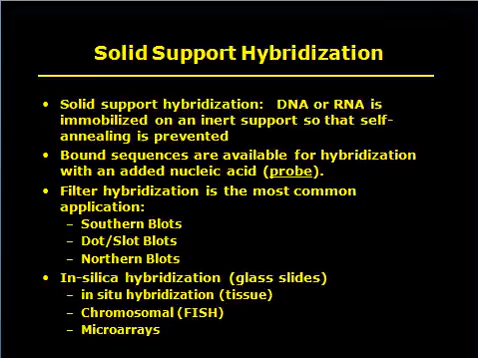 Solid Support Hybridization
• Solid support hybridization: DNA or RNA is
immobilized on an inert support so that self-
annealing is prevented
• Bound sequences are available for hybridization
with an added nucleic acid (probe).
• Filter hybridization is the most common
application:
– Southern Blots
– Dot/Slot Blots
– Northern Blots
• In-silica hybridization (glass slides)
– in situ hybridization (tissue)
– Chromosomal (FISH)
– Microarrays